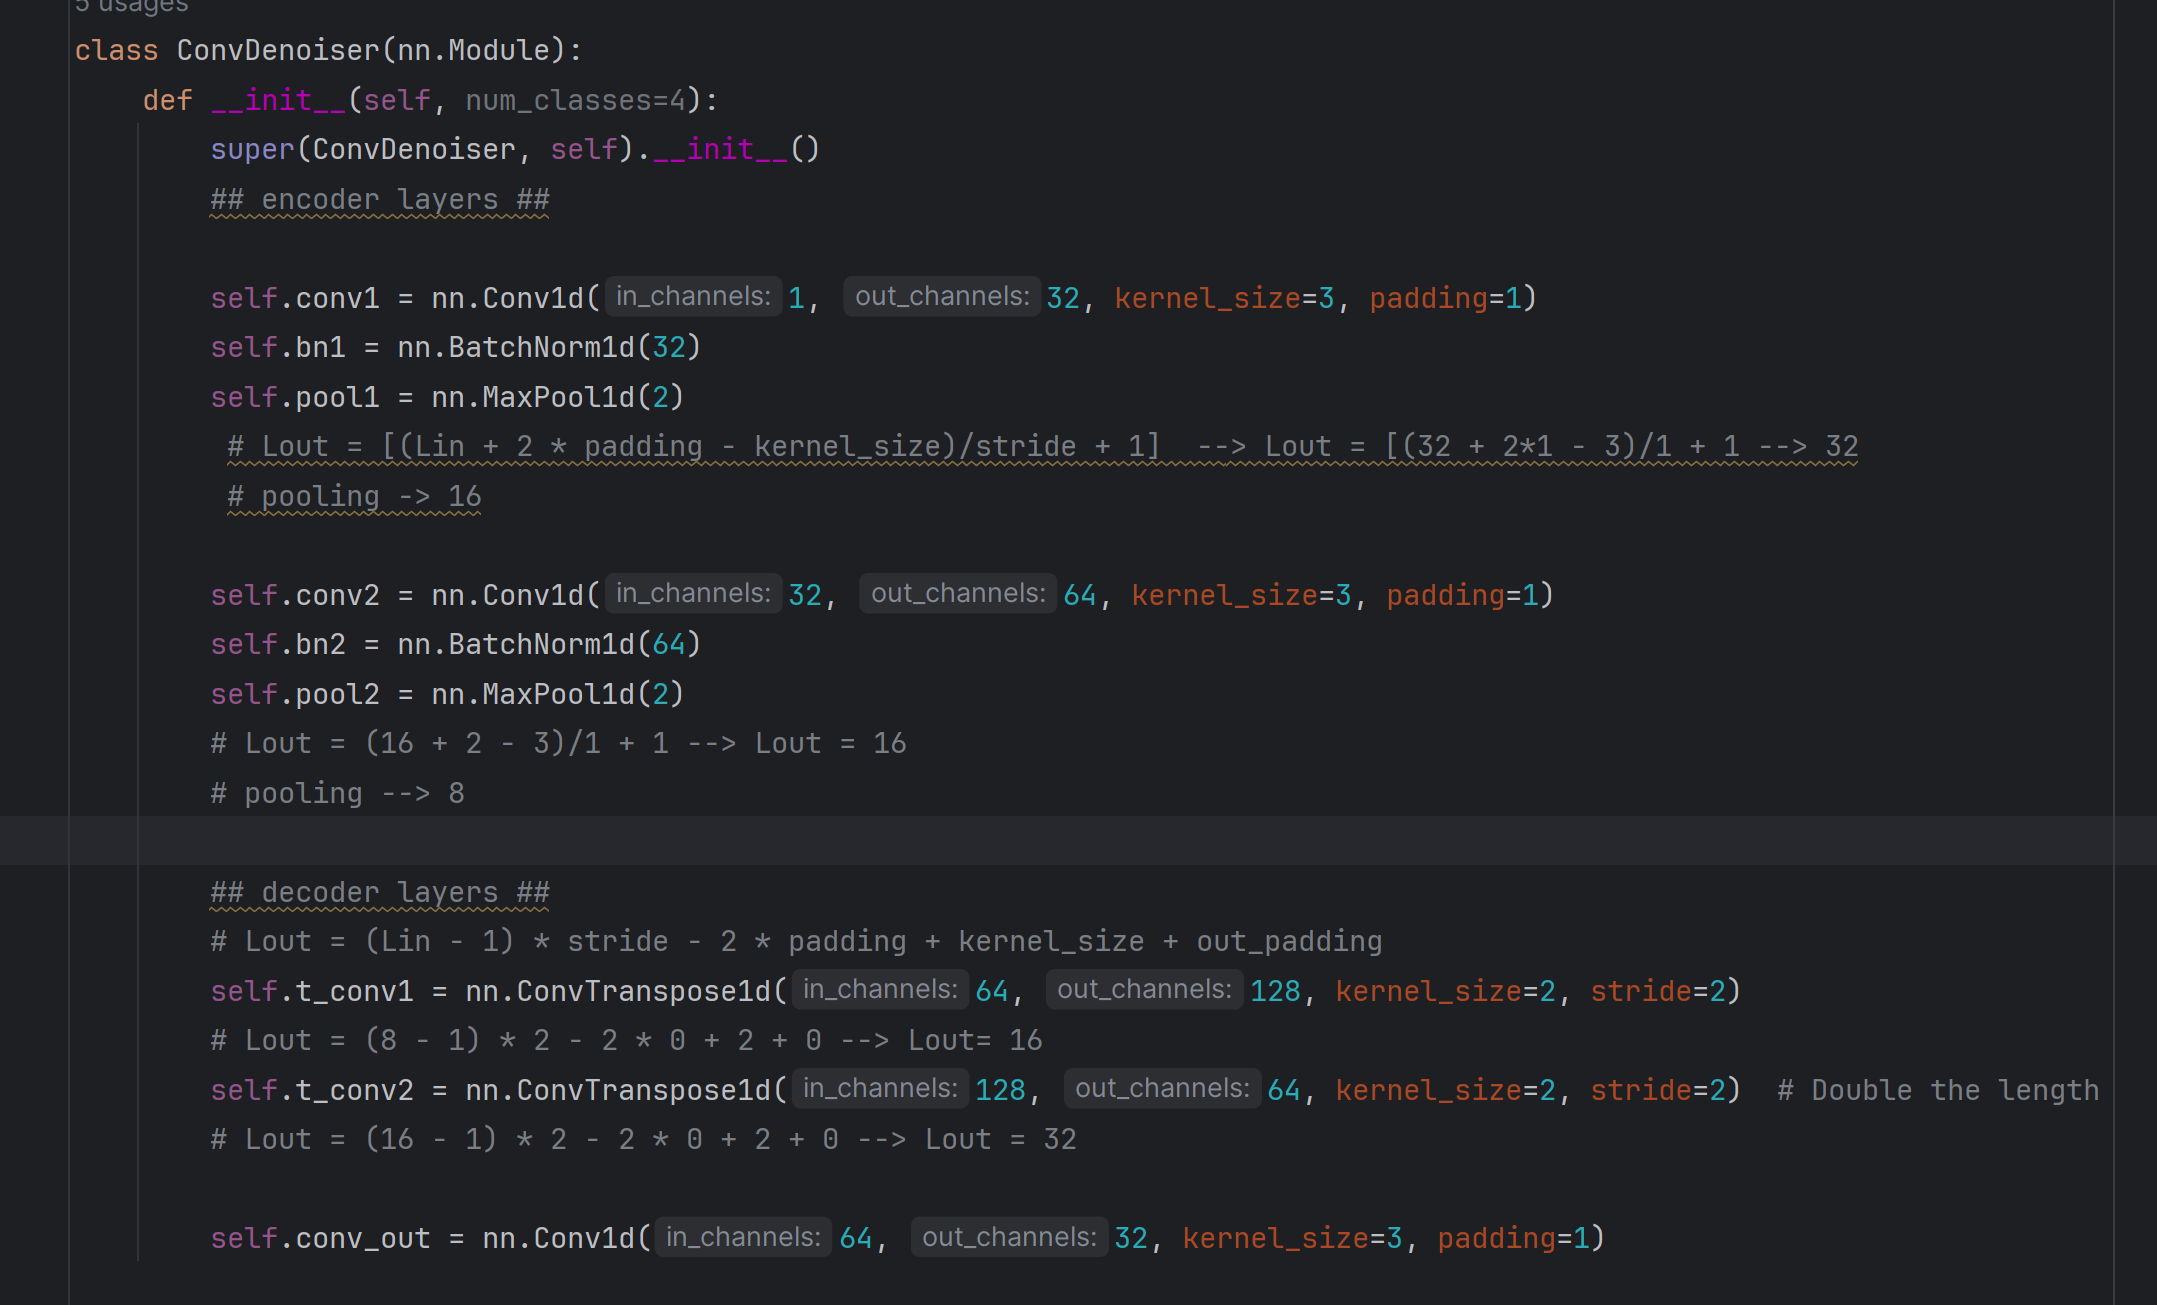 5 usages
class ConvDenoiser(nn.Module):
def __init__(self, num_classes=4):
super(ConvDenoiser, self).__init__()
## encoder layers ##
self.conv1 = nn.Conv1d(in_channels: 1, out_channels: 32, kernel_size=3, padding=1)
self.bn1 = nn.BatchNorm1d(32)
self.pool1 = nn.MaxPool1d(2)
# Lout = [(Lin + 2 * padding - kernel_size)/stride + 1]  --> Lout = [(32 + 2*1 - 3)/1 + 1 --> 32
# pooling -> 16
self.conv2 = nn.Conv1d(in_channels: 32, out_channels: 64, kernel_size=3, padding=1)
self.bn2 = nn.BatchNorm1d(64)
self.pool2 = nn.MaxPool1d(2)
# Lout = (16 + 2 - 3)/1 + 1 --> Lout = 16
# pooling --> 8
## decoder layers ##
# Lout = (Lin - 1) * stride - 2 * padding + kernel_size + out_padding
self.t_conv1 = nn.ConvTranspose1d(in_channels: 64, out_channels: 128, kernel_size=2, stride=2)
# Lout = (8 - 1) * 2 - 2 * 0 + 2 + 0 --> Lout= 16
self.t_conv2 = nn.ConvTranspose1d(in_channels: 128, out_channels: 64, kernel_size=2, stride=2)  # Double the length
# Lout = (16 - 1) * 2 - 2 * 0 + 2 + 0 --> Lout = 32
self.conv_out = nn.Conv1d(in_channels: 64, out_channels: 32, kernel_size=3, padding=1)